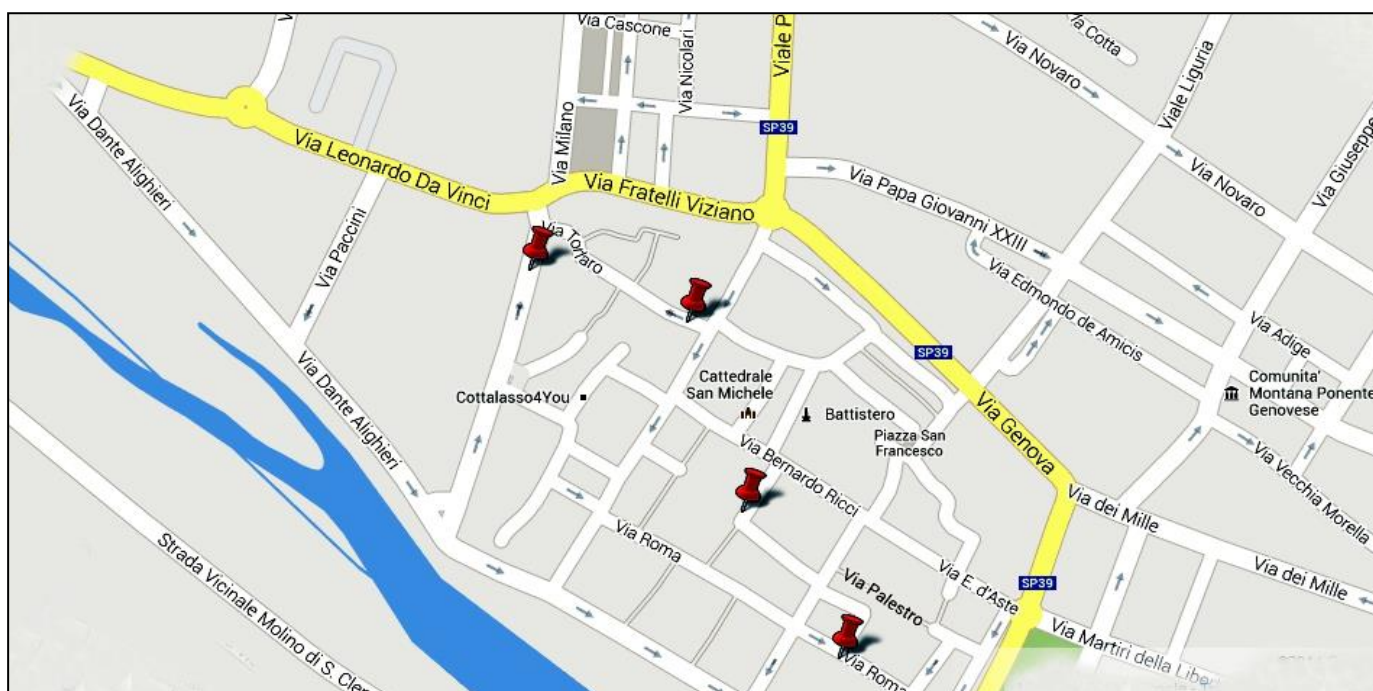 Via Cascone
Via Nicolari
Viale P
Via Cotta
Via Novaro
Viale Liguria
Via Giuseppe
Via Dante Alighieri
Via Milano
SP39
Via Leonardo Da Vinci
Via Fratelli Viziano
Via Papa Giovanni XXIII
Via Novaro
Via Paccini
Via Torlaro
Via Edmondo de Amicis
Via Adige
SP39
Via Dante Alighieri
Cottalasso4You
Cattedrale
San Michele
Battistero
Piazza San
Francesco
Via Genova
Comunita'
Montana Ponente
Genovese
Via Bernardo Ricci
Via Vecchia Morella
Via dei Mille
Via Roma
Strada Vicinale Molino di S. Cler
Via Palestro
Via E. d'Aste
SP39
Via dei Mille
Via Martiri della Libe
Via Roma